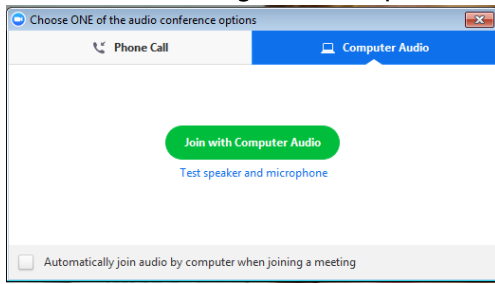 Choose ONE of the audio conference options
Phone Call
Computer Audio
Join with Computer Audio
Test speaker and microphone
Automatically join audio by computer when joining a meeting